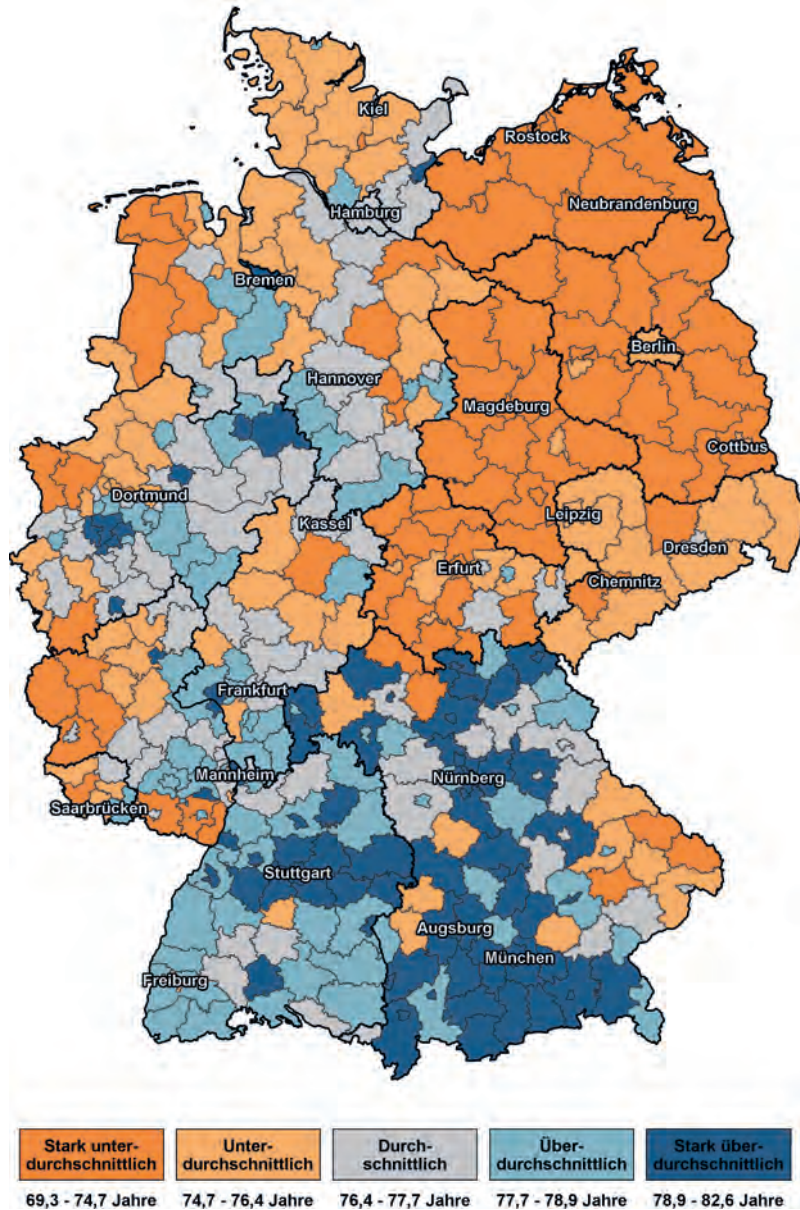 Kiel
Rostock
Neubrandenburg
Hamburg
Bremen
Berlin
Hannover
Magdeburg
Cottbus
Dortmund
Leipzig
Kassel
Dresden
Erfurt
Chemnitz
Frankfurt
Mannheim
Nürnberg
Saarbrücken
Stuttgart
Augsburg
München
Freiburg
Stark unter-
durchschnittlich
Unter-
durchschnittlich
Durch-
schnittlich
Über-
durchschnittlich
Stark über-
durchschnittlich
69,3 - 74,7 Jahre
74,7 - 76,4 Jahre
76,4 - 77,7 Jahre
77,7 - 78,9 Jahre
78,9 - 82,6 Jahre